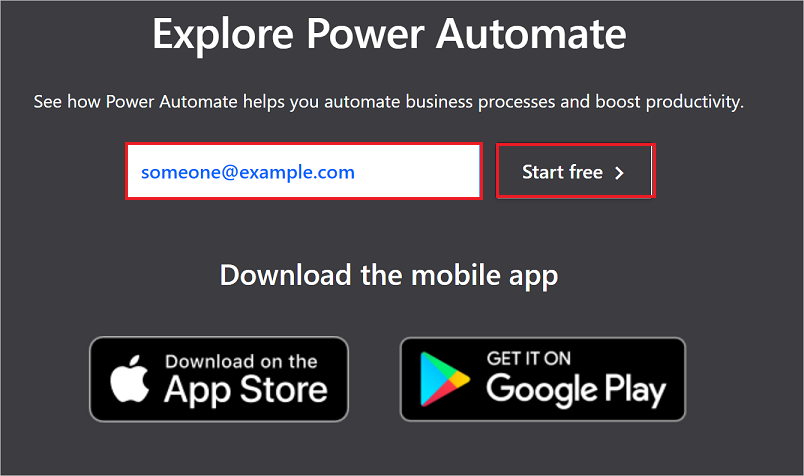 Explore Power Automate
See how Power Automate helps you automate business processes and boost productivity.
someone@example.com
Start free
Download the mobile app
Download on the
App Store
GET IT ON
Google Play